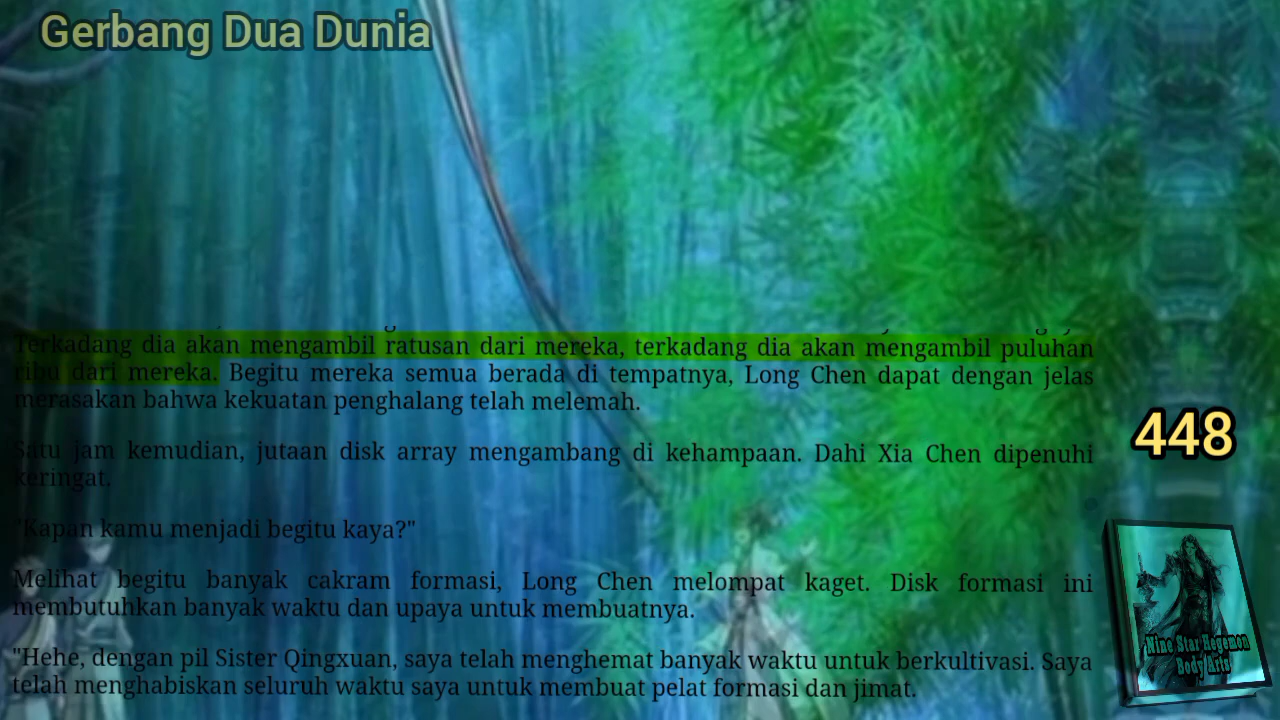 Gerbang Dua Dunia
Terkadang dia akan mengambil ratusan dari mereka, terkadang dia akan mengambil puluhan
ribu dari mereka. Begitu mereka semua berada di tempatnya, Long Chen dapat dengan jelas
merasakan bahwa kekuatan penghalang telah melemah.
Satu jam kemudian, jutaan disk array mengambang di kehampaan. Dahi Xia Chen dipenuhi
keringat.
"Kapan kamu menjadi begitu kaya?"
Melihat begitu banyak cakram formasi, Long Chen melompat kaget. Disk formasi ini
membutuhkan banyak waktu dan upaya untuk membuatnya.
"Hehe, dengan pil Sister Qingxuan, saya telah menghemat banyak waktu untuk berkultivasi. Saya
telah menghabiskan seluruh waktu saya untuk membuat pelat formasi dan jimat.
448
Nine Star Hegemon
Body Arts